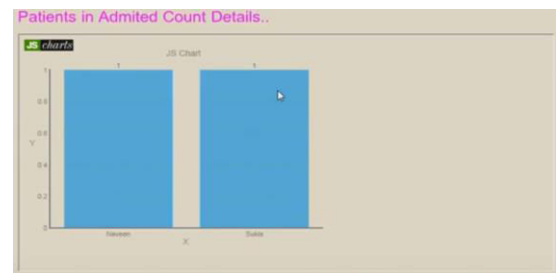 Patients in Admited Count Details..
JS charts
JS Chart
1 1
1
0.8
0.6
Y
0.4
0.2
0
Naveen
X